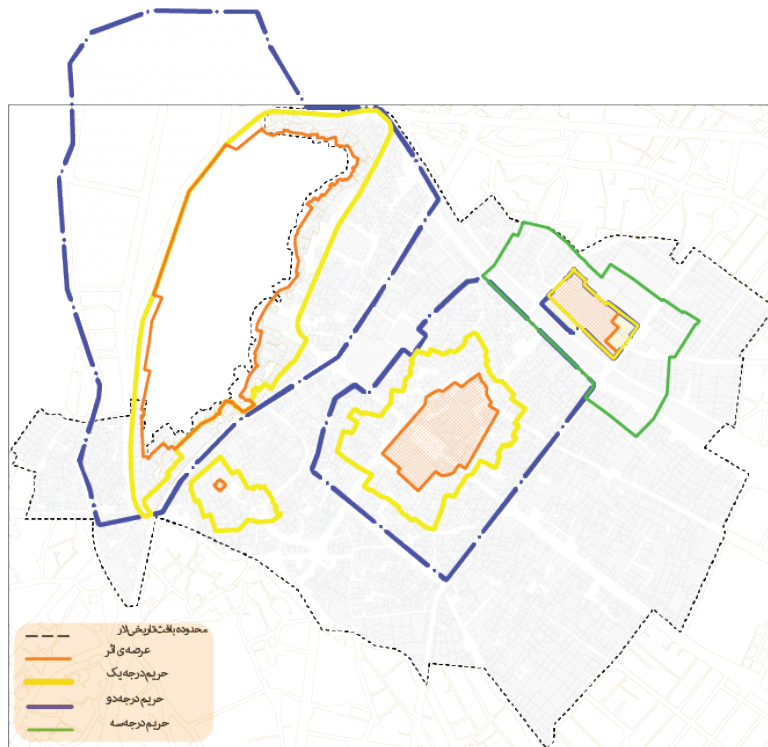 محدوده بافت تاریخی لار
عرصه ی اثر
حریم درجه یک
حریم درجه دو
حریم درجه سه